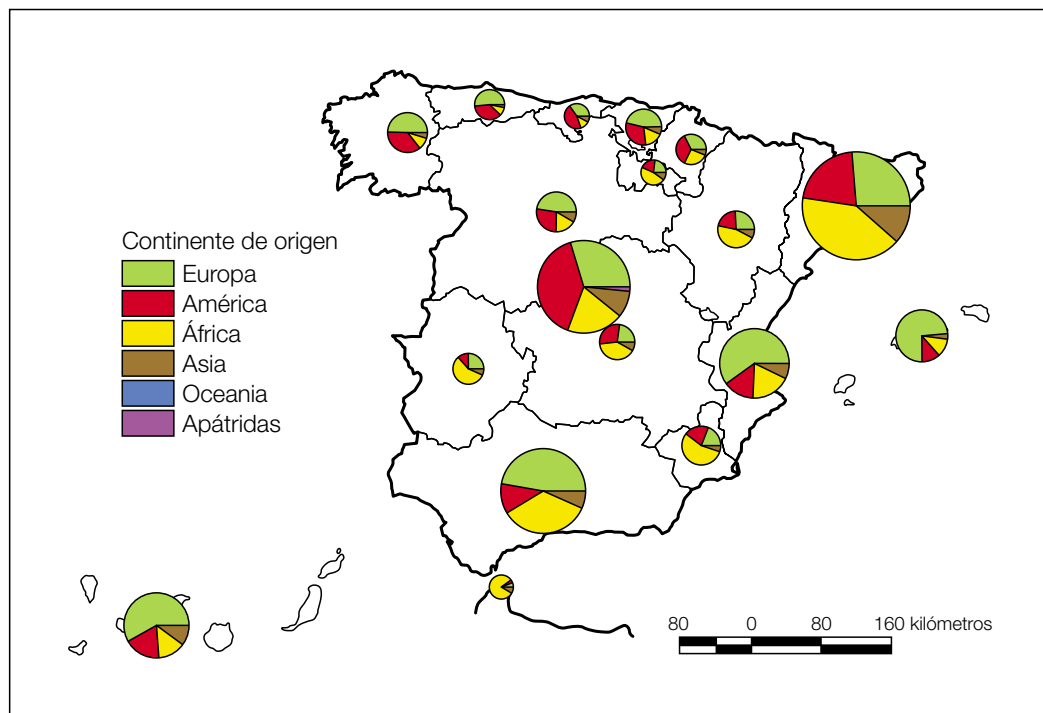 Continente de origen
Europa
América
África
Asia
Oceania
Apátridas
80 0 80 160 kilómetros